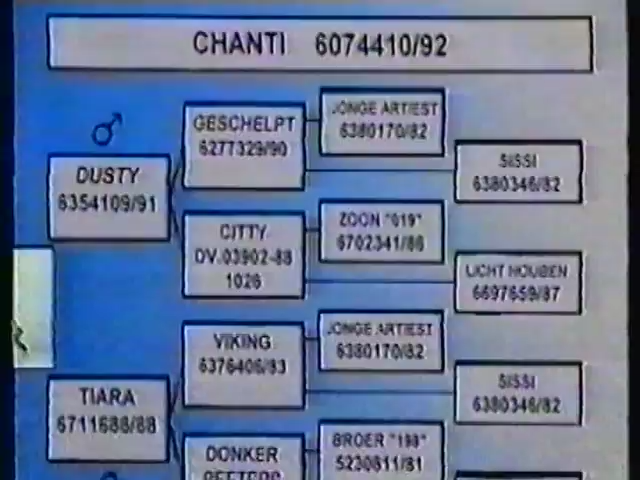 CHANTI 6074410/92
JONGE ARTIEST
6380170/82
GESCHELPT
6277329/90
SISSI
6380346/82
DUSTY
6354109/91
ZOON "019"
6702341/86
CITTY
DV.03902-88
1026
LICHT HOUBEN
6697659/87
JONGE ARTIEST
6380170/82
VIKING
6376406/83
SISSI
6380346/82
TIARA
6711688/88
BROER "198"
5230811/81
DONKER